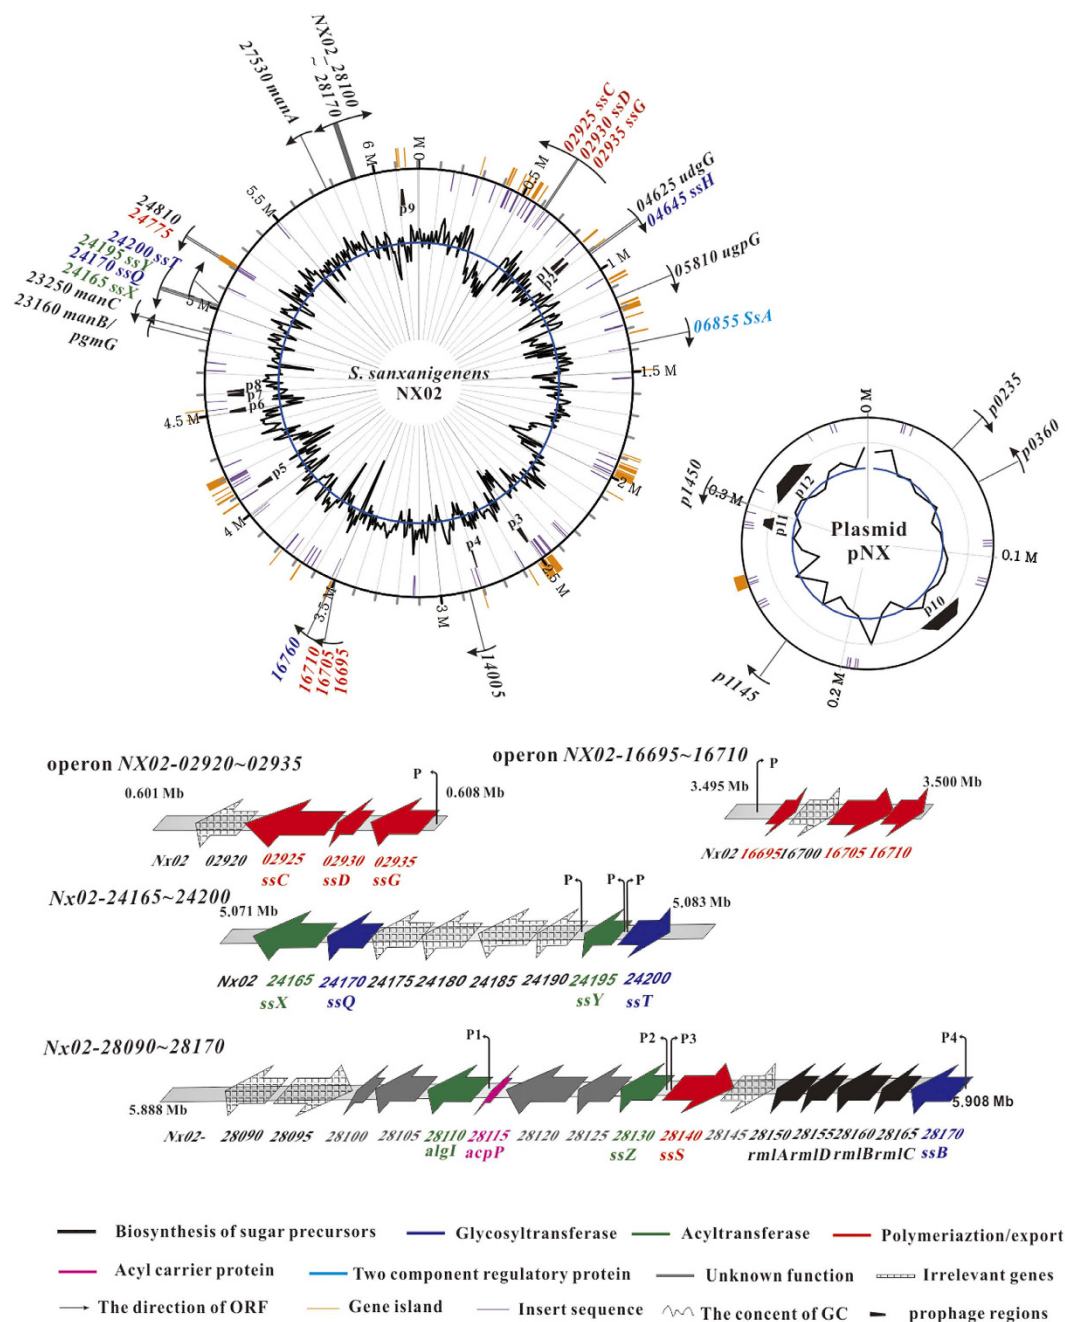 NX02_28100
~ 28170
27530 manA
02925 ssC
02930 ssD
02935 ssG
04625 udgG
04645 ssH
05810 ugpG
06855 SsA
24810
24775
24200 ssT
24195 ssY
24170 ssQ
24165 ssX
23250 manC
23160 manB/
pgmG
16760
16710
16705
16695
14005
0 M
0.5 M
1 M
1.5 M
2 M
2.5 M
3 M
3.5 M
4 M
4.5 M
5 M
5.5 M
6 M
p9
p1
p2
p3
p4
p5
p6
p7
p8
S. sanxanigenens
NX02
0 M
0.1 M
0.2 M
0.3 M
p0235
p0360
p1450
p1145
p12
p11
p10
Plasmid
pNX
operon NX02-02920~02935
0.601 Mb
P
0.608 Mb
Nx02 02920 02925 02930 02935
ssC ssD ssG
operon NX02-16695~16710
3.495 Mb
P
3.500 Mb
Nx02 16695 16700 16705 16710
Nx02-24165~24200
5.071 Mb
P P P
5.083 Mb
Nx02 24165 24170 24175 24180 24185 24190 24195 24200
ssX ssQ ssY ssT
Nx02-28090~28170
P1 P2 P3 P4
5.888 Mb
5.908 Mb
Nx02- 28090 28095 28100 28105 28110 28115 28120 28125 28130 28140 28145 28150 28155 28160 28165 28170
algI acpP ssZ ssS rmlA rmlD rmlB rmlC ssB
Biosynthesis of sugar precursors Glycosyltransferase Acyltransferase Polymeriaztion/export
Acyl carrier protein Two component regulatory protein Unknown function Irrelevant genes
The direction of ORF Gene island Insert sequence The concent of GC prophage regions